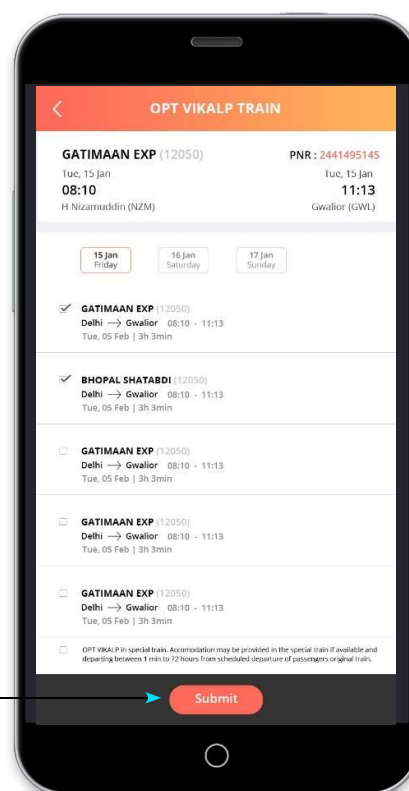 OPT VIKALP TRAIN
GATIMAAN EXP (12050) PNR : 2441495145
Tue, 15 Jan Tue, 15 Jan
08:10 11:13
H Nizamuddin (NZM) Gwalior (GWL)
15 Jan 16 Jan 17 Jan
Friday Saturday Sunday
GATIMAAN EXP (12050)
Delhi → Gwalior 08:10 - 11:13
Tue, 05 Feb | 3h 3min
BHOPAL SHATABDI (12050)
Delhi → Gwalior 08:10 - 11:13
Tue, 05 Feb | 3h 3min
GATIMAAN EXP (12050)
Delhi → Gwalior 08:10 - 11:13
Tue, 05 Feb | 3h 3min
GATIMAAN EXP (12050)
Delhi → Gwalior 08:10 - 11:13
Tue, 05 Feb | 3h 3min
GATIMAAN EXP (12050)
Delhi → Gwalior 08:10 - 11:13
Tue, 05 Feb | 3h 3min
OPT VIKALP in special train. Accomodation may be provided in the special train if available and
departing between 1 min to 72 hours from scheduled departure of passengers original train.
Submit